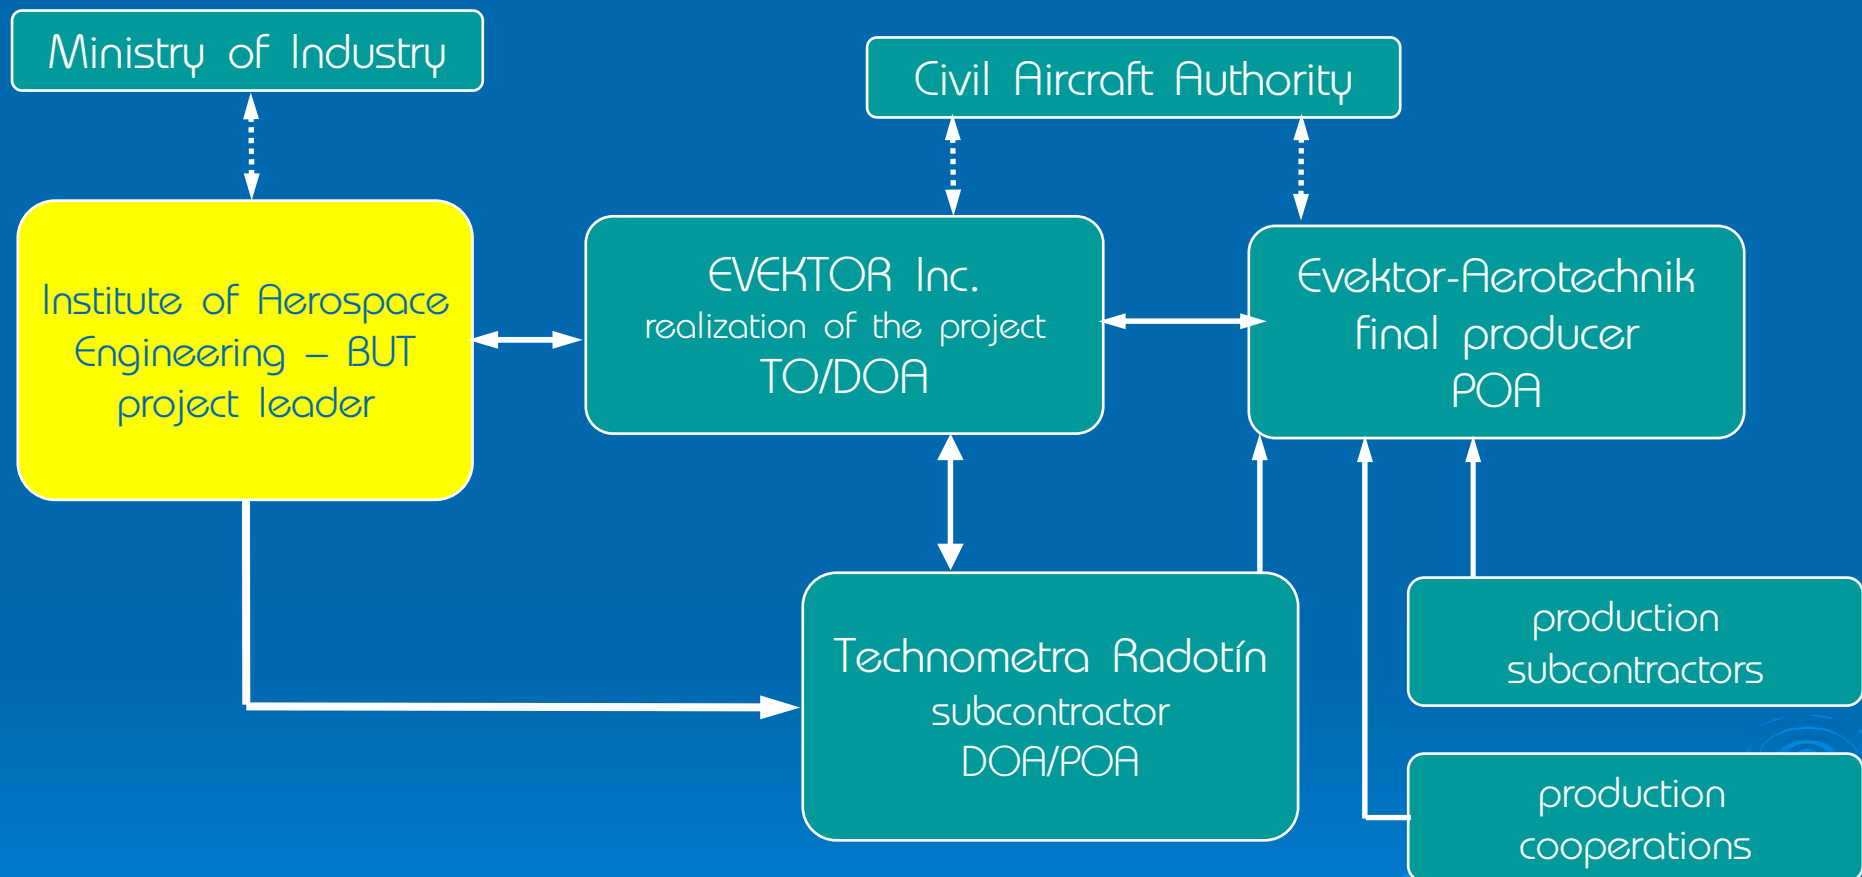 Ministry of Industry
Civil Aircraft Authority
Institute of Aerospace
Engineering – BUT
project leader
EVEKTOR Inc.
realization of the project
TO/DOA
Evektor-Aerotechnik
final producer
POA
Technometra Radotín
subcontractor
DOA/POA
production
subcontractors
production
cooperations